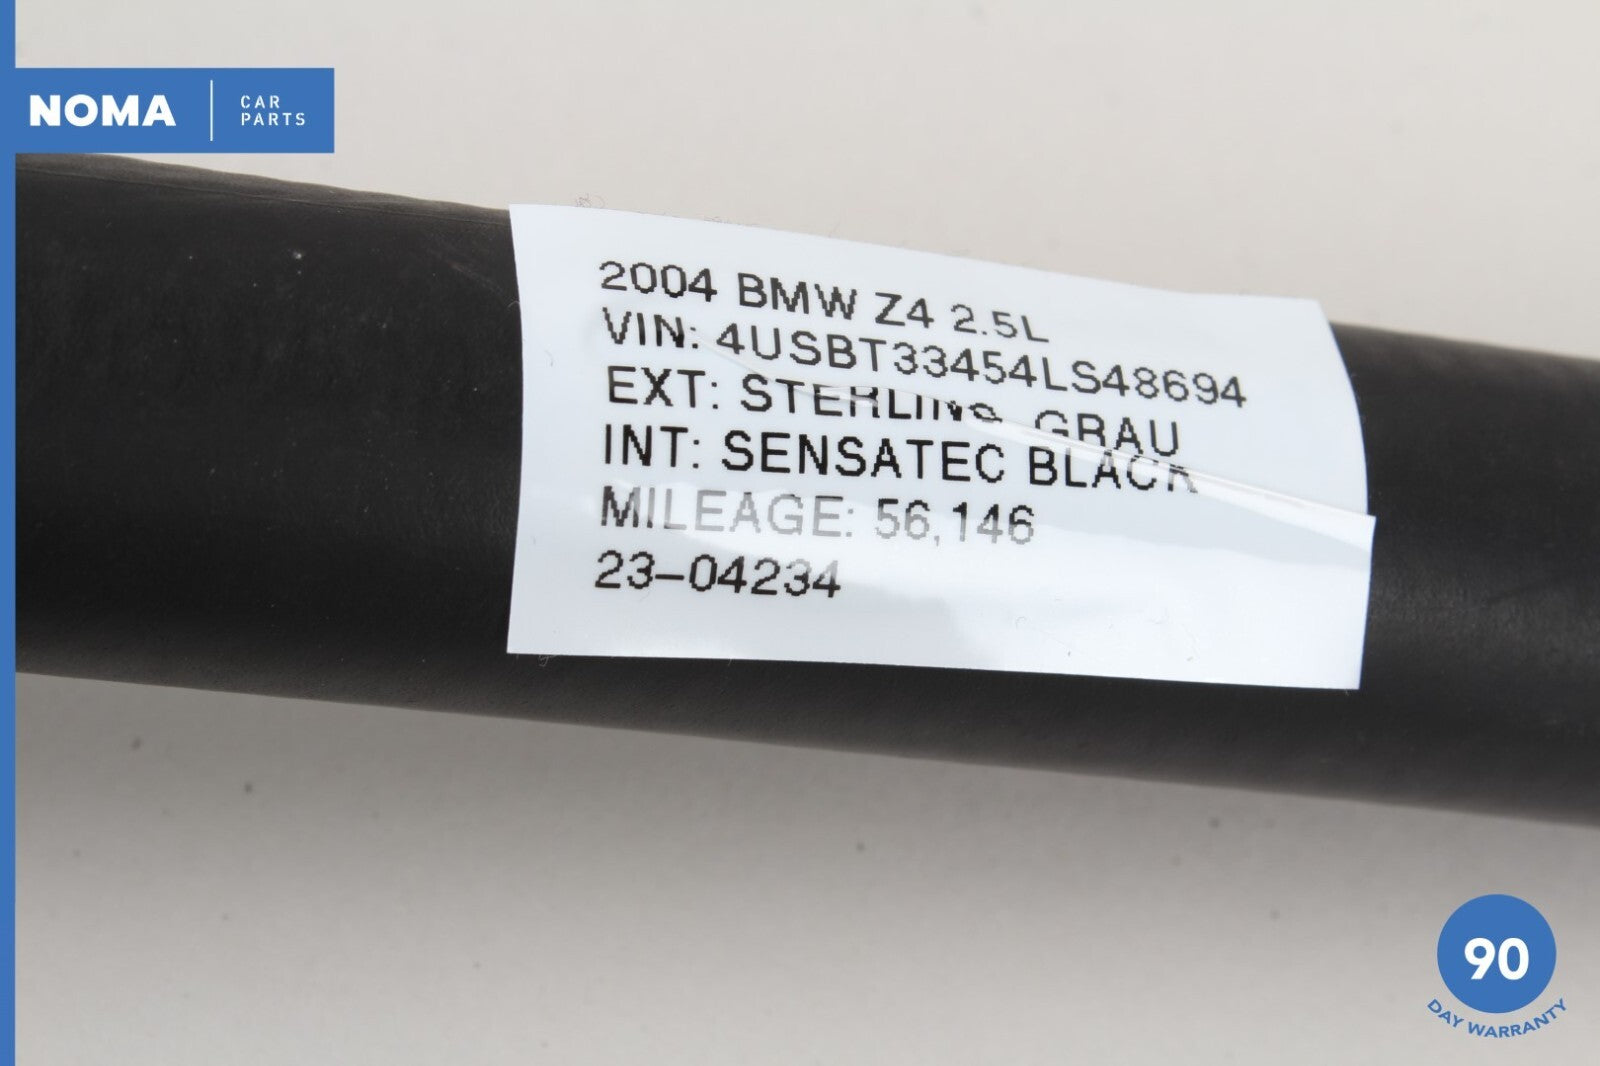 NOMA
CAR
PARTS
2004 BMW Z4 2.5L
VIN: 4USBT33454LS48694
EXT: STERLING GRAU
INT: SENSATEC BLACK
MILEAGE: 56,146
23-04234
90
DAY WARRANTY